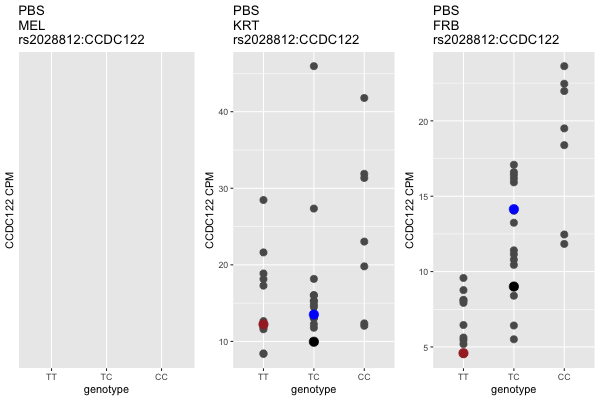 PBS
MEL
rs2028812:CCDC122
CCDC122 CPM
TT TC CC
genotype
PBS
KRT
rs2028812:CCDC122
CCDC122 CPM
40
30
20
10
TT TC CC
genotype
PBS
FRB
rs2028812:CCDC122
CCDC122 CPM
20
15
10
5
TT TC CC
genotype